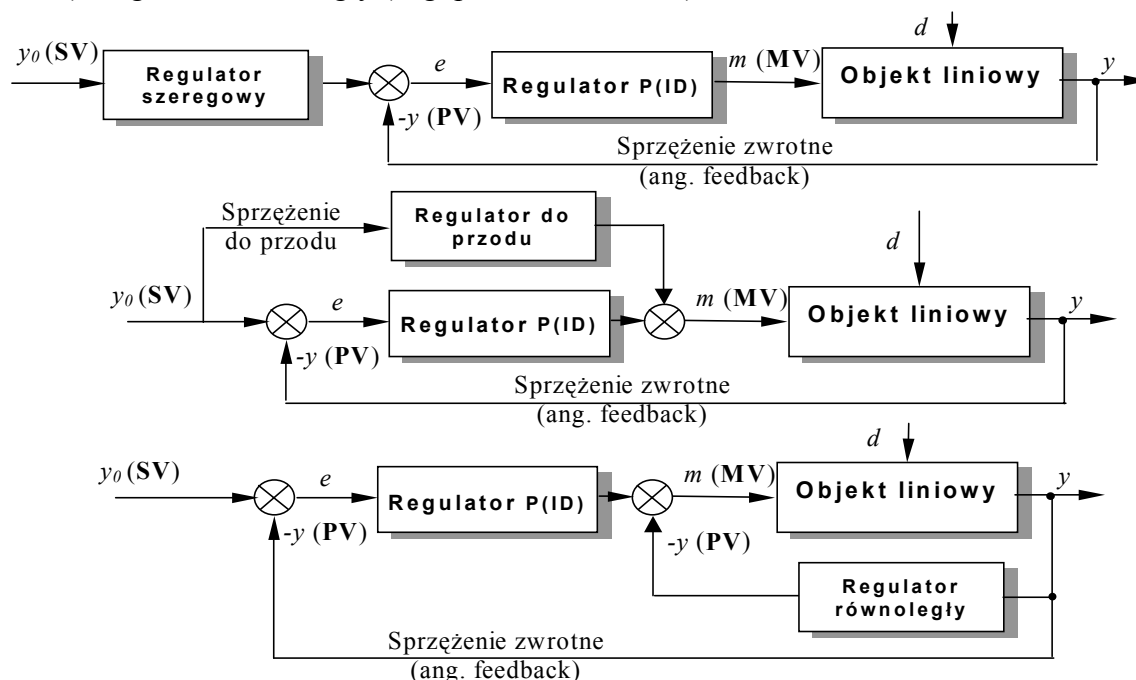 y₀ (SV)
Regulator
szeregowy
e
Regulator P(ID)
m (MV)
d
Objekt liniowy
y
-y (PV)
Sprzężenie zwrotne
(ang. feedback)
Sprzężenie
do przodu
Regulator do
przodu
d
y₀ (SV)
e
Regulator P(ID)
m (MV)
Objekt liniowy
y
-y (PV)
Sprzężenie zwrotne
(ang. feedback)
d
y₀ (SV)
e
Regulator P(ID)
m (MV)
Objekt liniowy
y
-y (PV)
-y (PV)
Regulator
równoległy
Sprzężenie zwrotne
(ang. feedback)